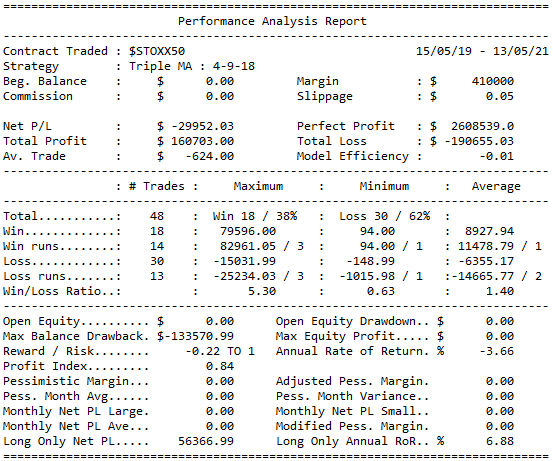 Performance Analysis Report
Contract Traded : $STOXX50 15/05/19 - 13/05/21
Strategy : Triple MA : 4-9-18
Beg. Balance : $ 0.00 Margin : $ 410000
Commission : $ 0.00 Slippage : $ 0.05
Net P/L : $ -29952.03 Perfect Profit : $ 2608539.0
Total Profit : $ 160703.00 Total Loss : $ -190655.03
Av. Trade : $ -624.00 Model Efficiency : -0.01
: # Trades : Maximum : Minimum : Average
Total............: 48 : Win 18 / 38% : Loss 30 / 62% :
Win..............: 18 : 79596.00 : 94.00 : 8927.94
Win runs.........: 14 : 82961.05 / 3 : 94.00 / 1 : 11478.79 / 1
Loss.............: 30 : -15031.99 : -148.99 : -6355.17
Loss runs........: 13 : -25234.03 / 3 : -1015.98 / 1 :-14665.77 / 2
Win/Loss Ratio..: : 5.30 : 0.63 : 1.40
Open Equity.......... $ 0.00 Open Equity Drawdown.. $ 0.00
Max Balance Drawback. $-133570.99 Max Equity Profit..... $ 0.00
Reward / Risk........ -0.22 TO 1 Annual Rate of Return. % -3.66
Profit Index......... 0.84
Pessimistic Margin... 0.00 Adjusted Pess. Margin. 0.00
Pess. Month Avg...... 0.00 Pess. Month Variance.. 0.00
Monthly Net PL Large. 0.00 Monthly Net PL Small.. 0.00
Monthly Net PL Ave... 0.00 Modified Pess. Margin. 0.00
Long Only Net PL..... 56366.99 Long Only Annual RoR.. % 6.88